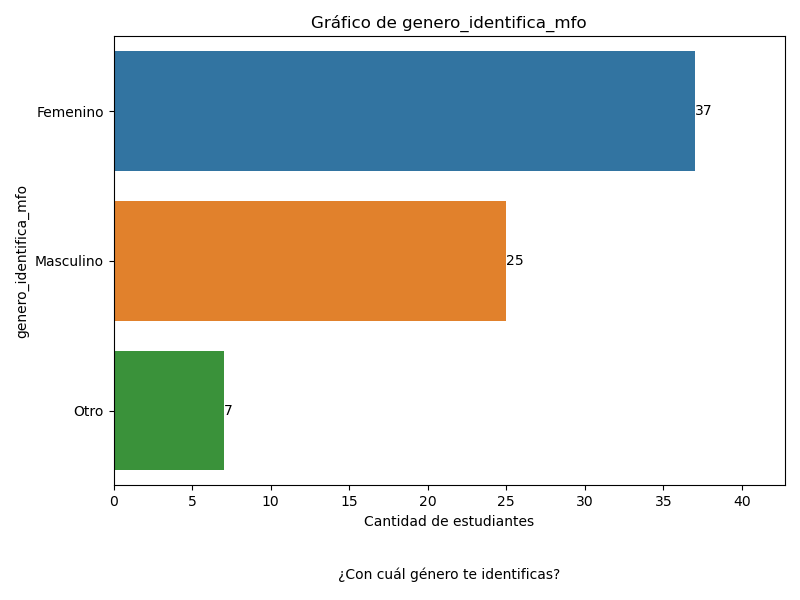 Gráfico de genero_identifica_mfo
genero_identifica_mfo
Femenino
37
Masculino
25
Otro
7
0 5 10 15 20 25 30 35 40
Cantidad de estudiantes
¿Con cuál género te identificas?